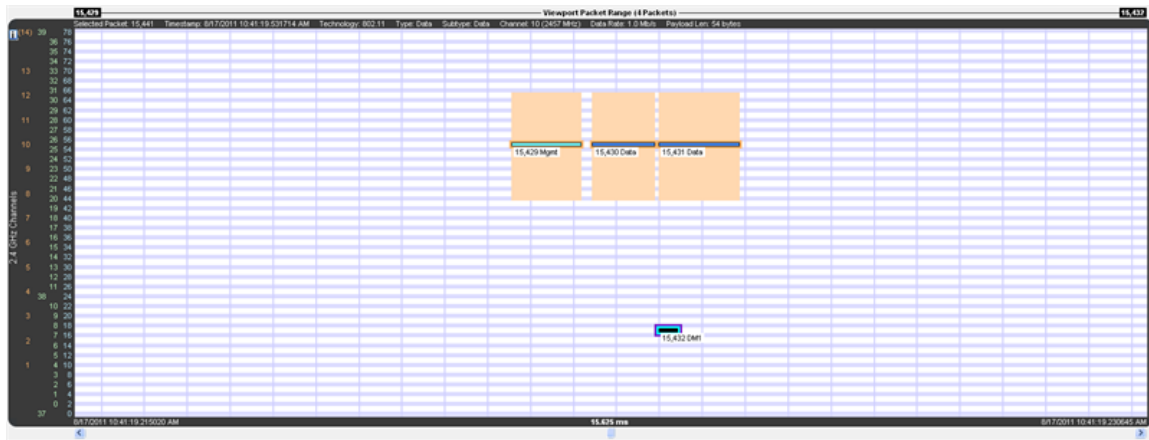 15,429 Viewport Packet Range (4 Packets) 15,432
Selected Packet: 15,441 Timestamp: 8/17/2011 10:41:19.531714 AM Technology: 802.11 Type: Data Subtype: Data Channel: 10 (2457 MHz) Data Rate: 1.0 Mb/s Payload Len: 54 bytes
(14) 39 78
36 76
35 74
34 72
13 33 70
32 68
31 66
12 30 64
29 62
11 28 60
27 58
26 56
10 25 54
24 52
9 23 50
22 48
21 46
8 20 44
19 42
7 18 40
17 38
16 36
6 15 34
14 32
5 13 30
12 28
11 26
4 38 24
10 22
3 9 20
8 18
7 16
2 6 14
5 12
1 4 10
3 8
2 6
1 4
0 2
37 0
2.4 GHz Channels
15,429 Mgmt 15,430 Data 15,431 Data
15,432 DM1
8/17/2011 10:41:19.215020 AM 15.625 ms 8/17/2011 10:41:19.230645 AM